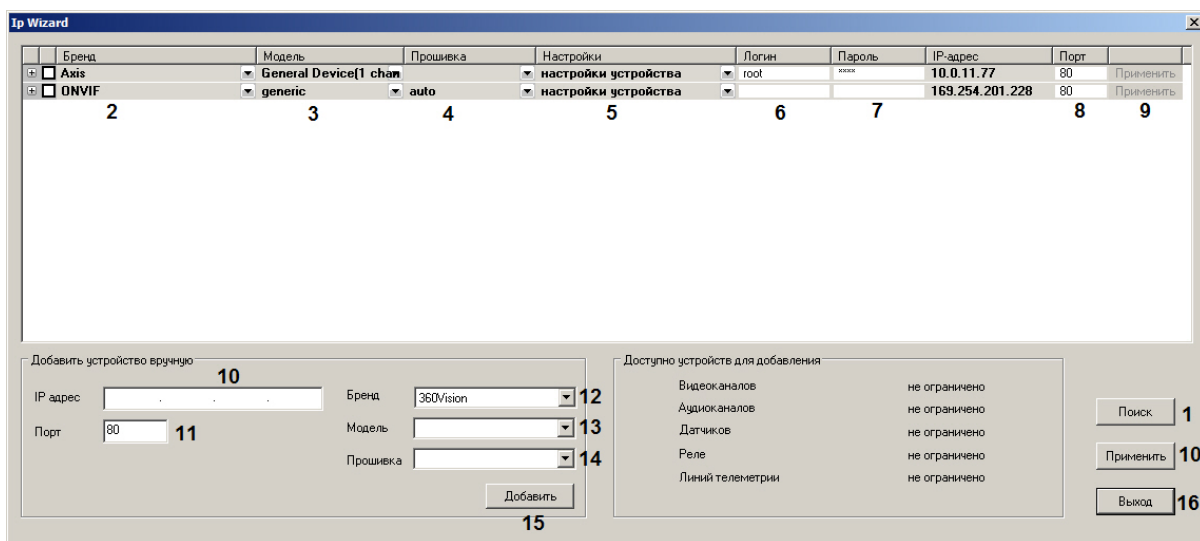 Ip Wizard
Бренд Модель Прошивка Настройки Логин Пароль IP-адрес Порт
Axis General Device(1 chan настройки устройства root **** 10.0.11.77 80 Применить
ONVIF generic auto настройки устройства 169.254.201.228 80 Применить
2 3 4 5 6 7 8 9
Добавить устройство вручную
10
IP адрес . . .
Порт 80 11
Бренд 360Vision 12
Модель 13
Прошивка 14
Добавить
15
Доступно устройств для добавления
Видеоканалов не ограничено
Аудиоканалов не ограничено
Датчиков не ограничено
Реле не ограничено
Линий телеметрии не ограничено
Поиск 1
Применить 10
Выход 16